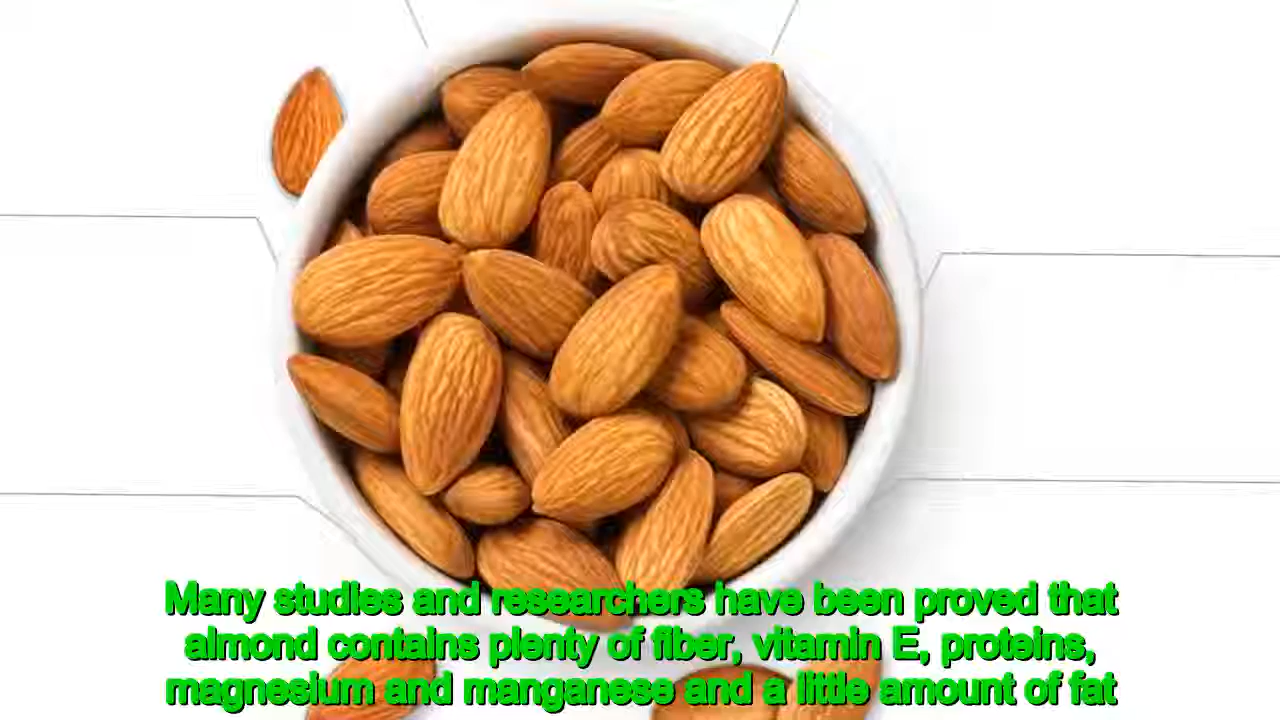 Many studies and researchers have been proved that
almond contains plenty of fiber, vitamin E, proteins,
magnesium and manganese and a little amount of fat